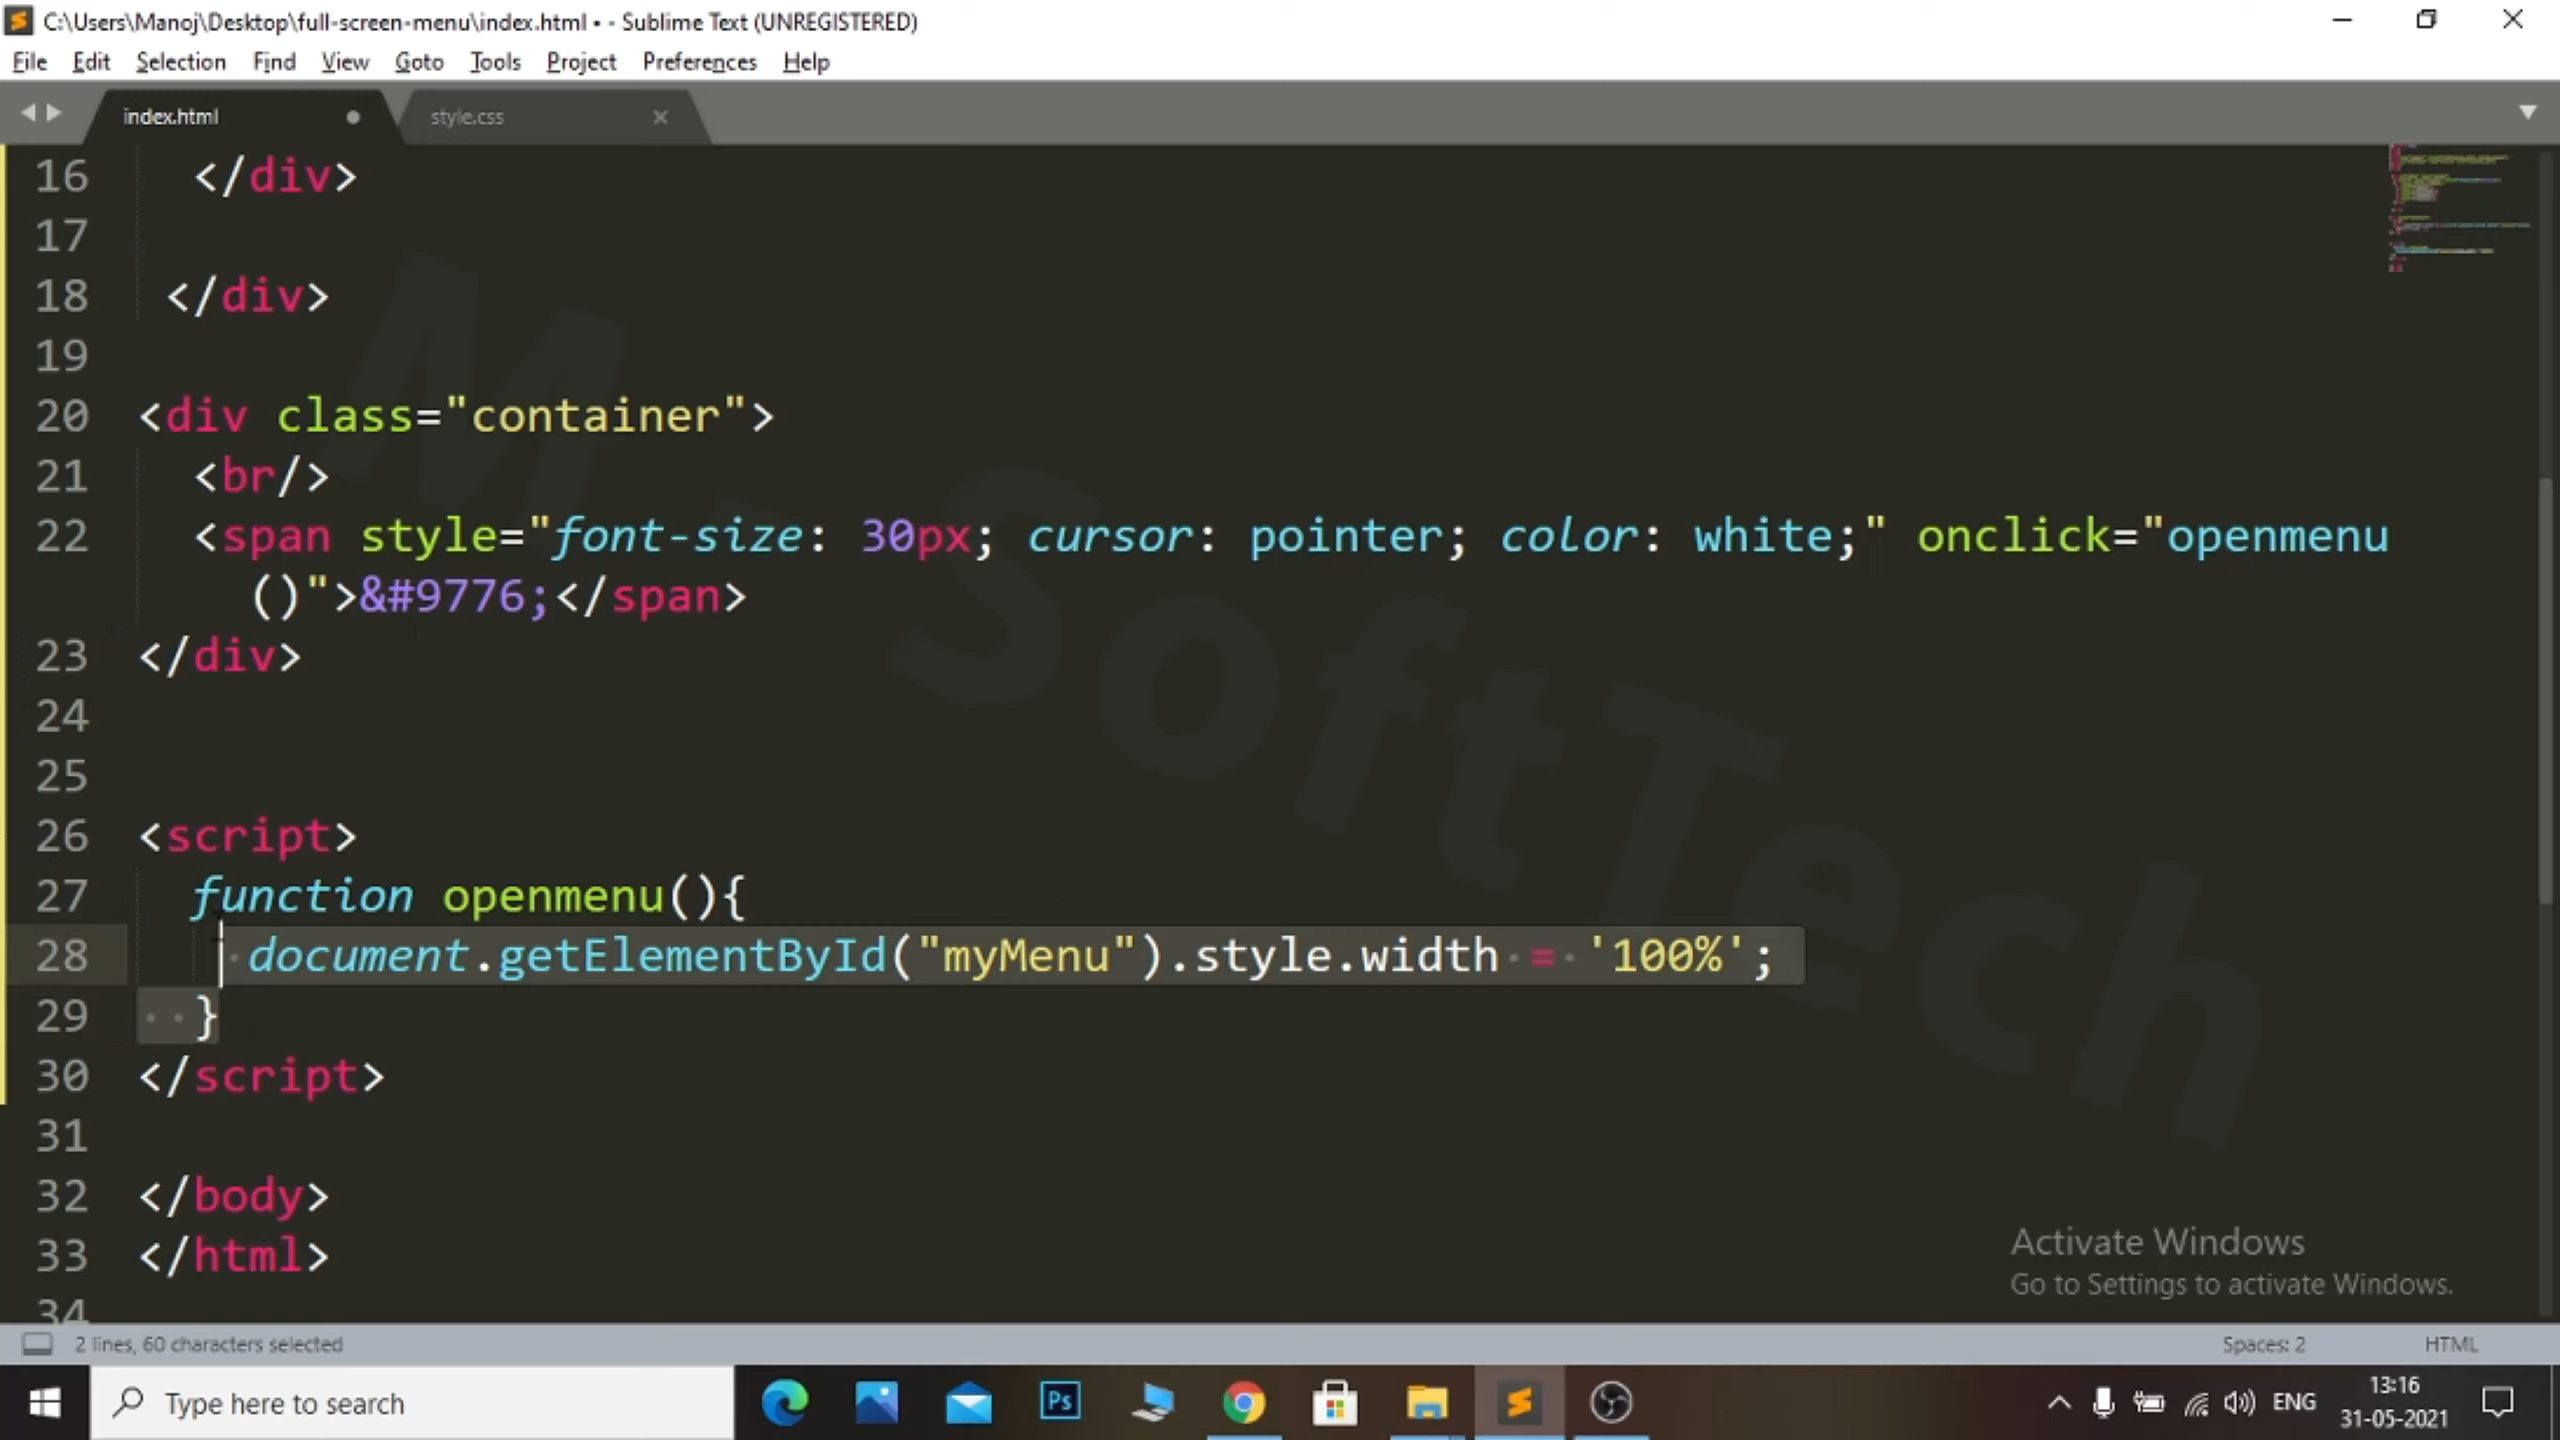 C:\Users\Manoj\Desktop\full-screen-menu\index.html • - Sublime Text (UNREGISTERED)
File Edit Selection Find View Goto Tools Project Preferences Help
index.html style.css
16 </div>
17
18 </div>
19
20 <div class="container">
21 <br/>
22 <span style="font-size: 30px; cursor: pointer; color: white;" onclick="openmenu
()">&#9776;</span>
23 </div>
24
25
26 <script>
27 function openmenu(){
28 document.getElementById("myMenu").style.width = '100%';
29 }
30 </script>
31
32 </body>
33 </html>
34
M - SoftTech
Activate Windows
Go to Settings to activate Windows.
2 lines, 60 characters selected Spaces: 2 HTML
Type here to search Ps ENG 13:16
31-05-2021